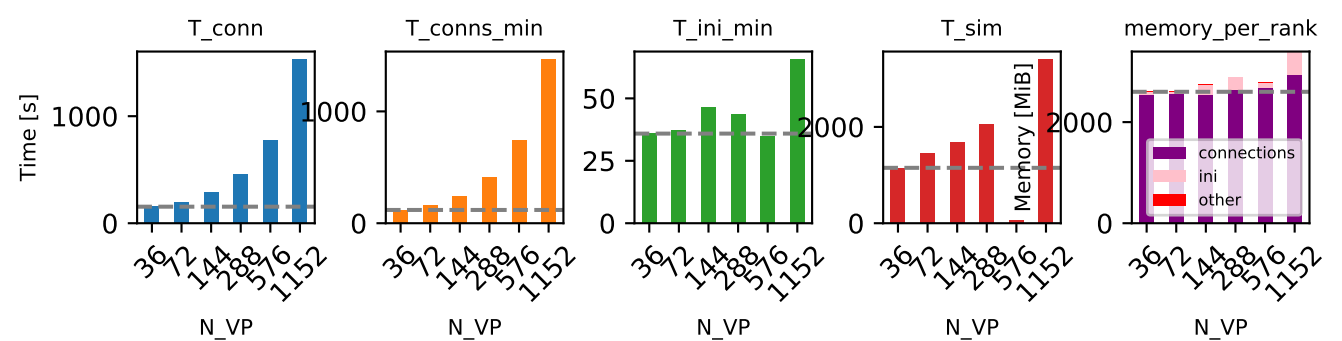 T_conn
T_conns_min
T_ini_min
T_sim
memory_per_rank
Time [s]
1000
0
36
72
144
288
576
1152
N_VP
1000
0
36
72
144
288
576
1152
N_VP
50
25
0
36
72
144
288
576
1152
N_VP
2000
0
36
72
144
288
576
1152
N_VP
Memory [MiB]
2000
0
connections
ini
other
36
72
144
288
576
1152
N_VP